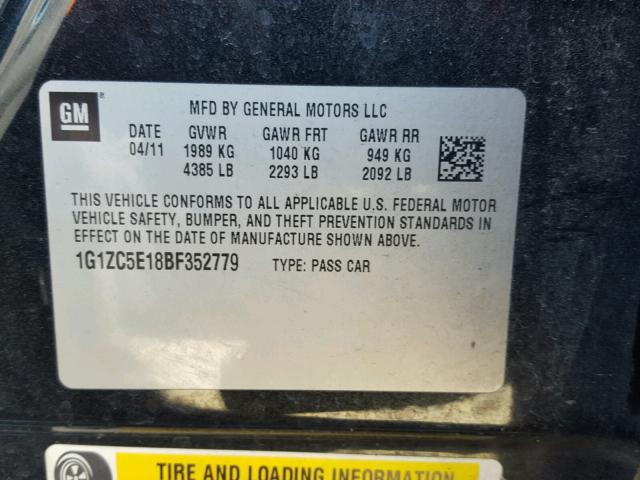 GM ®
MFD BY GENERAL MOTORS LLC
DATE GVWR GAWR FRT GAWR RR
04/11 1989 KG 1040 KG 949 KG
4385 LB 2293 LB 2092 LB
THIS VEHICLE CONFORMS TO ALL APPLICABLE U.S. FEDERAL MOTOR
VEHICLE SAFETY, BUMPER, AND THEFT PREVENTION STANDARDS IN
EFFECT ON THE DATE OF MANUFACTURE SHOWN ABOVE.
1G1ZC5E18BF352779 TYPE: PASS CAR
TIRE AND LOADING INFORMATION